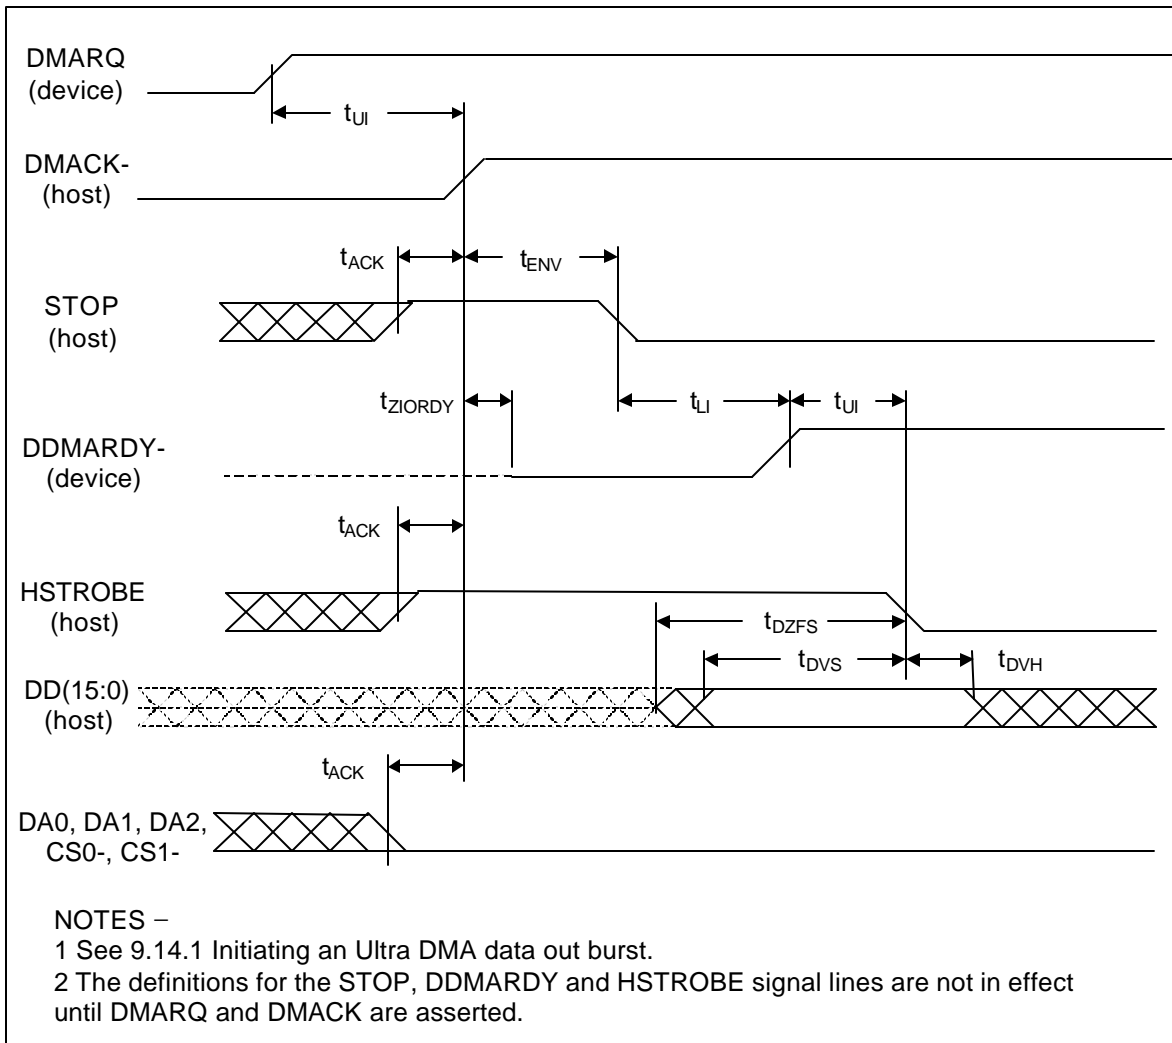 DMARQ
(device)
tUI
DMACK-
(host)
tACK
tENV
STOP
(host)
tZIORDY
tLI
tUI
DDMARDY-
(device)
tACK
HSTROBE
(host)
tDZFS
tDVS
tDVH
DD(15:0)
(host)
tACK
DA0, DA1, DA2,
CS0-, CS1-
NOTES –
1 See 9.14.1 Initiating an Ultra DMA data out burst.
2 The definitions for the STOP, DDMARDY and HSTROBE signal lines are not in effect
until DMARQ and DMACK are asserted.